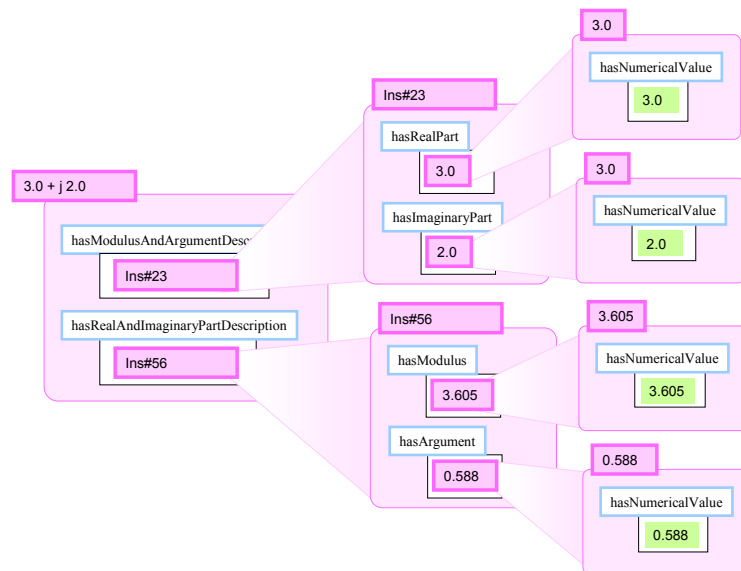 3.0 + j 2.0
hasModulusAndArgumentDesc
Ins#23
hasRealAndImaginaryPartDescription
Ins#56
Ins#23
hasRealPart
3.0
hasImaginaryPart
2.0
Ins#56
hasModulus
3.605
hasArgument
0.588
3.0
hasNumericalValue
3.0
3.0
hasNumericalValue
2.0
3.605
hasNumericalValue
3.605
0.588
hasNumericalValue
0.588